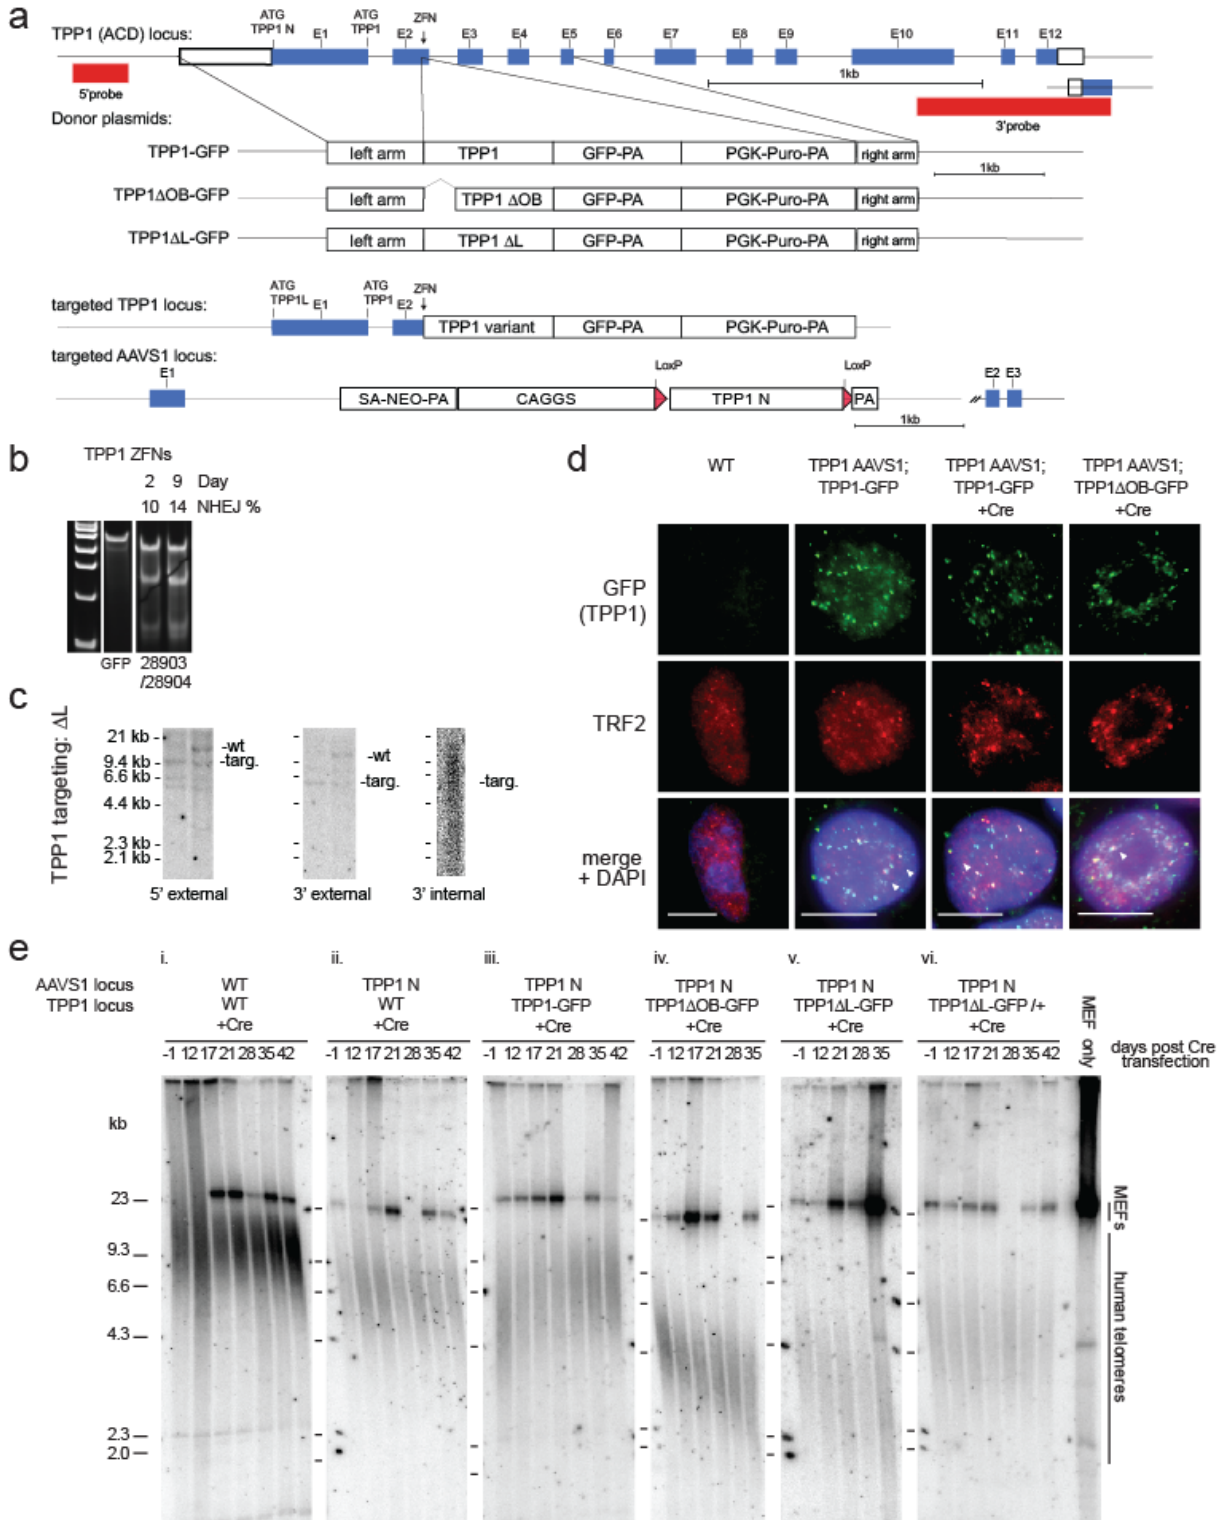 a
TPP1 (ACD) locus:
ATG
TPP1 N
E1
ATG
TPP1
E2
ZFN
E3
E4
E5
E6
E7
E8
E9
E10
E11
E12
1kb
5'probe
3'probe
Donor plasmids:
TPP1-GFP
left arm
TPP1
GFP-PA
PGK-Puro-PA
right arm
1kb
TPP1ΔOB-GFP
left arm
TPP1 ΔOB
GFP-PA
PGK-Puro-PA
right arm
TPP1ΔL-GFP
left arm
TPP1 ΔL
GFP-PA
PGK-Puro-PA
right arm
targeted TPP1 locus:
ATG
TPP1L
E1
ATG
TPP1
E2
ZFN
TPP1 variant
GFP-PA
PGK-Puro-PA
targeted AAVS1 locus:
E1
SA-NEO-PA
CAGGS
LoxP
TPP1 N
LoxP
PA
1kb
E2
E3
b
TPP1 ZFNs
2 9 Day
10 14 NHEJ %
GFP
28903
/28904
c
TPP1 targeting: ΔL
21 kb
9.4 kb
6.6 kb
4.4 kb
2.3 kb
2.1 kb
-wt
-targ.
5' external
-wt
-targ.
3' external
-targ.
3' internal
d
WT
TPP1 AAVS1;
TPP1-GFP
TPP1 AAVS1;
TPP1-GFP
+Cre
TPP1 AAVS1;
TPP1ΔOB-GFP
+Cre
GFP
(TPP1)
TRF2
merge
+ DAPI
e
AAVS1 locus
TPP1 locus
i.
WT
WT
+Cre
-1 12 17 21 28 35 42
ii.
TPP1 N
WT
+Cre
-1 12 17 21 28 35 42
iii.
TPP1 N
TPP1-GFP
+Cre
-1 12 17 21 28 35 42
iv.
TPP1 N
TPP1ΔOB-GFP
+Cre
-1 12 17 21 28 35
v.
TPP1 N
TPP1ΔL-GFP
+Cre
-1 12 21 28 35
vi.
TPP1 N
TPP1ΔL-GFP /+
+Cre
-1 12 17 21 28 35 42
MEF only
days post Cre
transfection
kb
23
9.3
6.6
4.3
2.3
2.0
MEFs
human telomeres